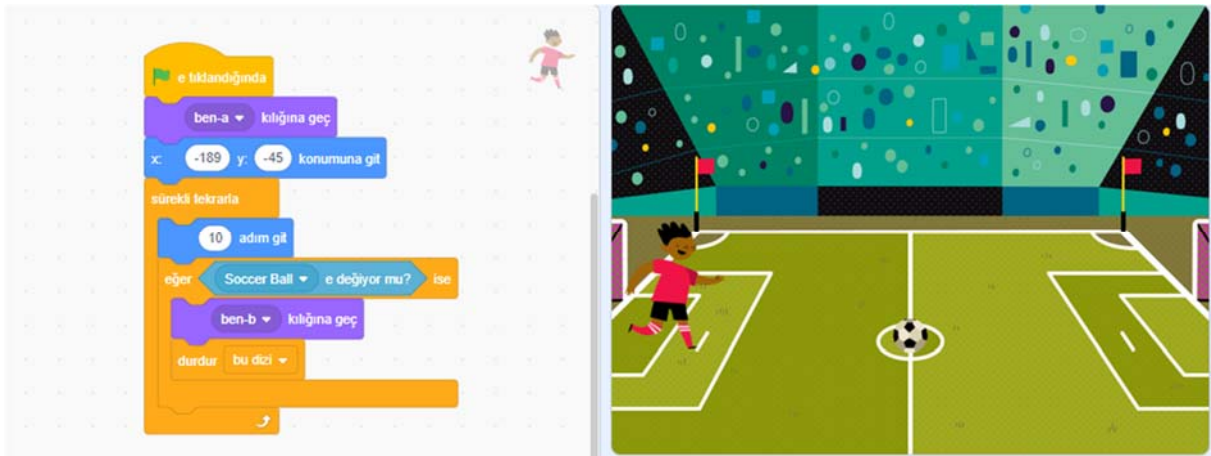 e tıklandığında
ben-a kılığına geç
x: -189 y: -45 konumuna git
sürekli tekrarla
10 adım git
eğer Soccer Ball e değiyor mu? ise
ben-b kılığına geç
durdur bu dizi